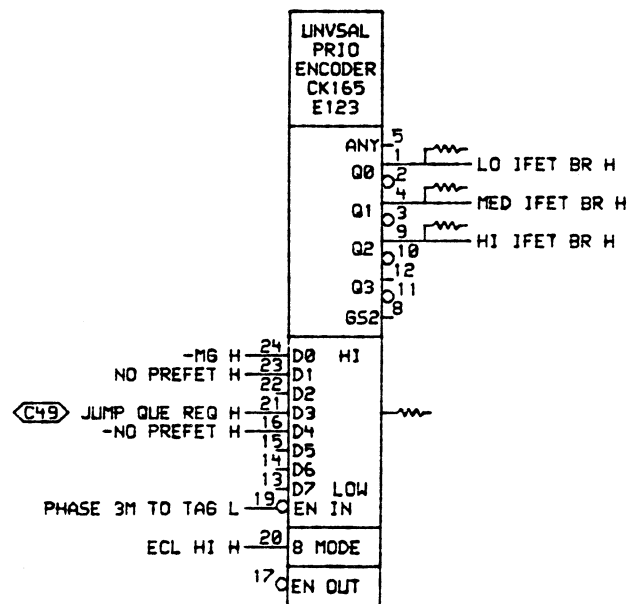 UNVSAL
PRIO
ENCODER
CK165
E123
ANY 5
Q0 1 LO IFET BR H
2
Q1 4 MED IFET BR H
3
Q2 9 HI IFET BR H
10
Q3 12
11
GS2 8
-M6 H 24 D0 HI
NO PREFET H 23 D1
22 D2
C49 JUMP QUE REQ H 21 D3
-NO PREFET H 16 D4
15 D5
14 D6
13 D7 LOW
PHASE 3M TO TAG L 19 EN IN
ECL HI H 20 8 MODE
17 EN OUT